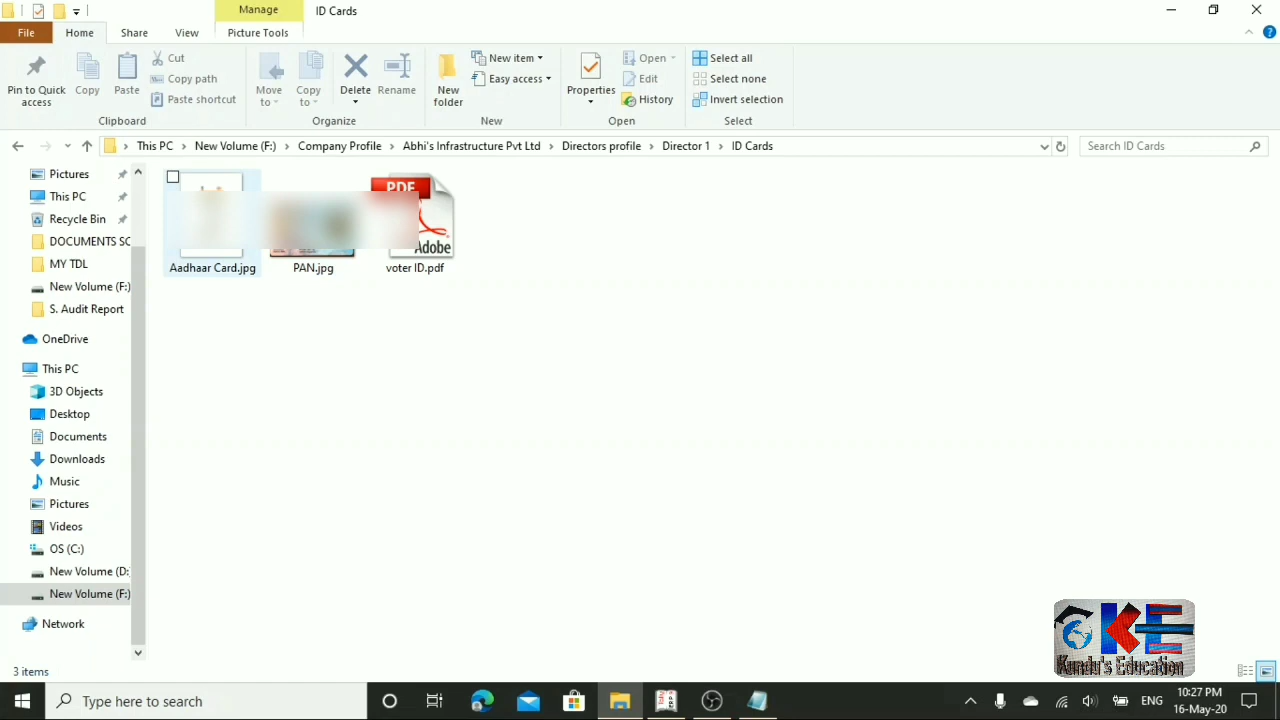 Manage
ID Cards
File
Home
Share
View
Picture Tools
Pin to Quick access
Copy
Paste
Cut
Copy path
Paste shortcut
Clipboard
Move to
Copy to
Delete
Rename
Organize
New folder
New item
Easy access
New
Properties
Open
Edit
History
Open
Select all
Select none
Invert selection
Select
This PC
New Volume (F:)
Company Profile
Abhi's Infrastructure Pvt Ltd
Directors profile
Director 1
ID Cards
Search ID Cards
Pictures
This PC
Recycle Bin
DOCUMENTS SC
MY TDL
New Volume (F:)
S. Audit Report
OneDrive
This PC
3D Objects
Desktop
Documents
Downloads
Music
Pictures
Videos
OS (C:)
New Volume (D:
New Volume (F:)
Network
PDF
Adobe
Aadhaar Card.jpg
PAN.jpg
voter ID.pdf
3 items
KE
Kundu's Education
Type here to search
ENG
10:27 PM
16-May-20